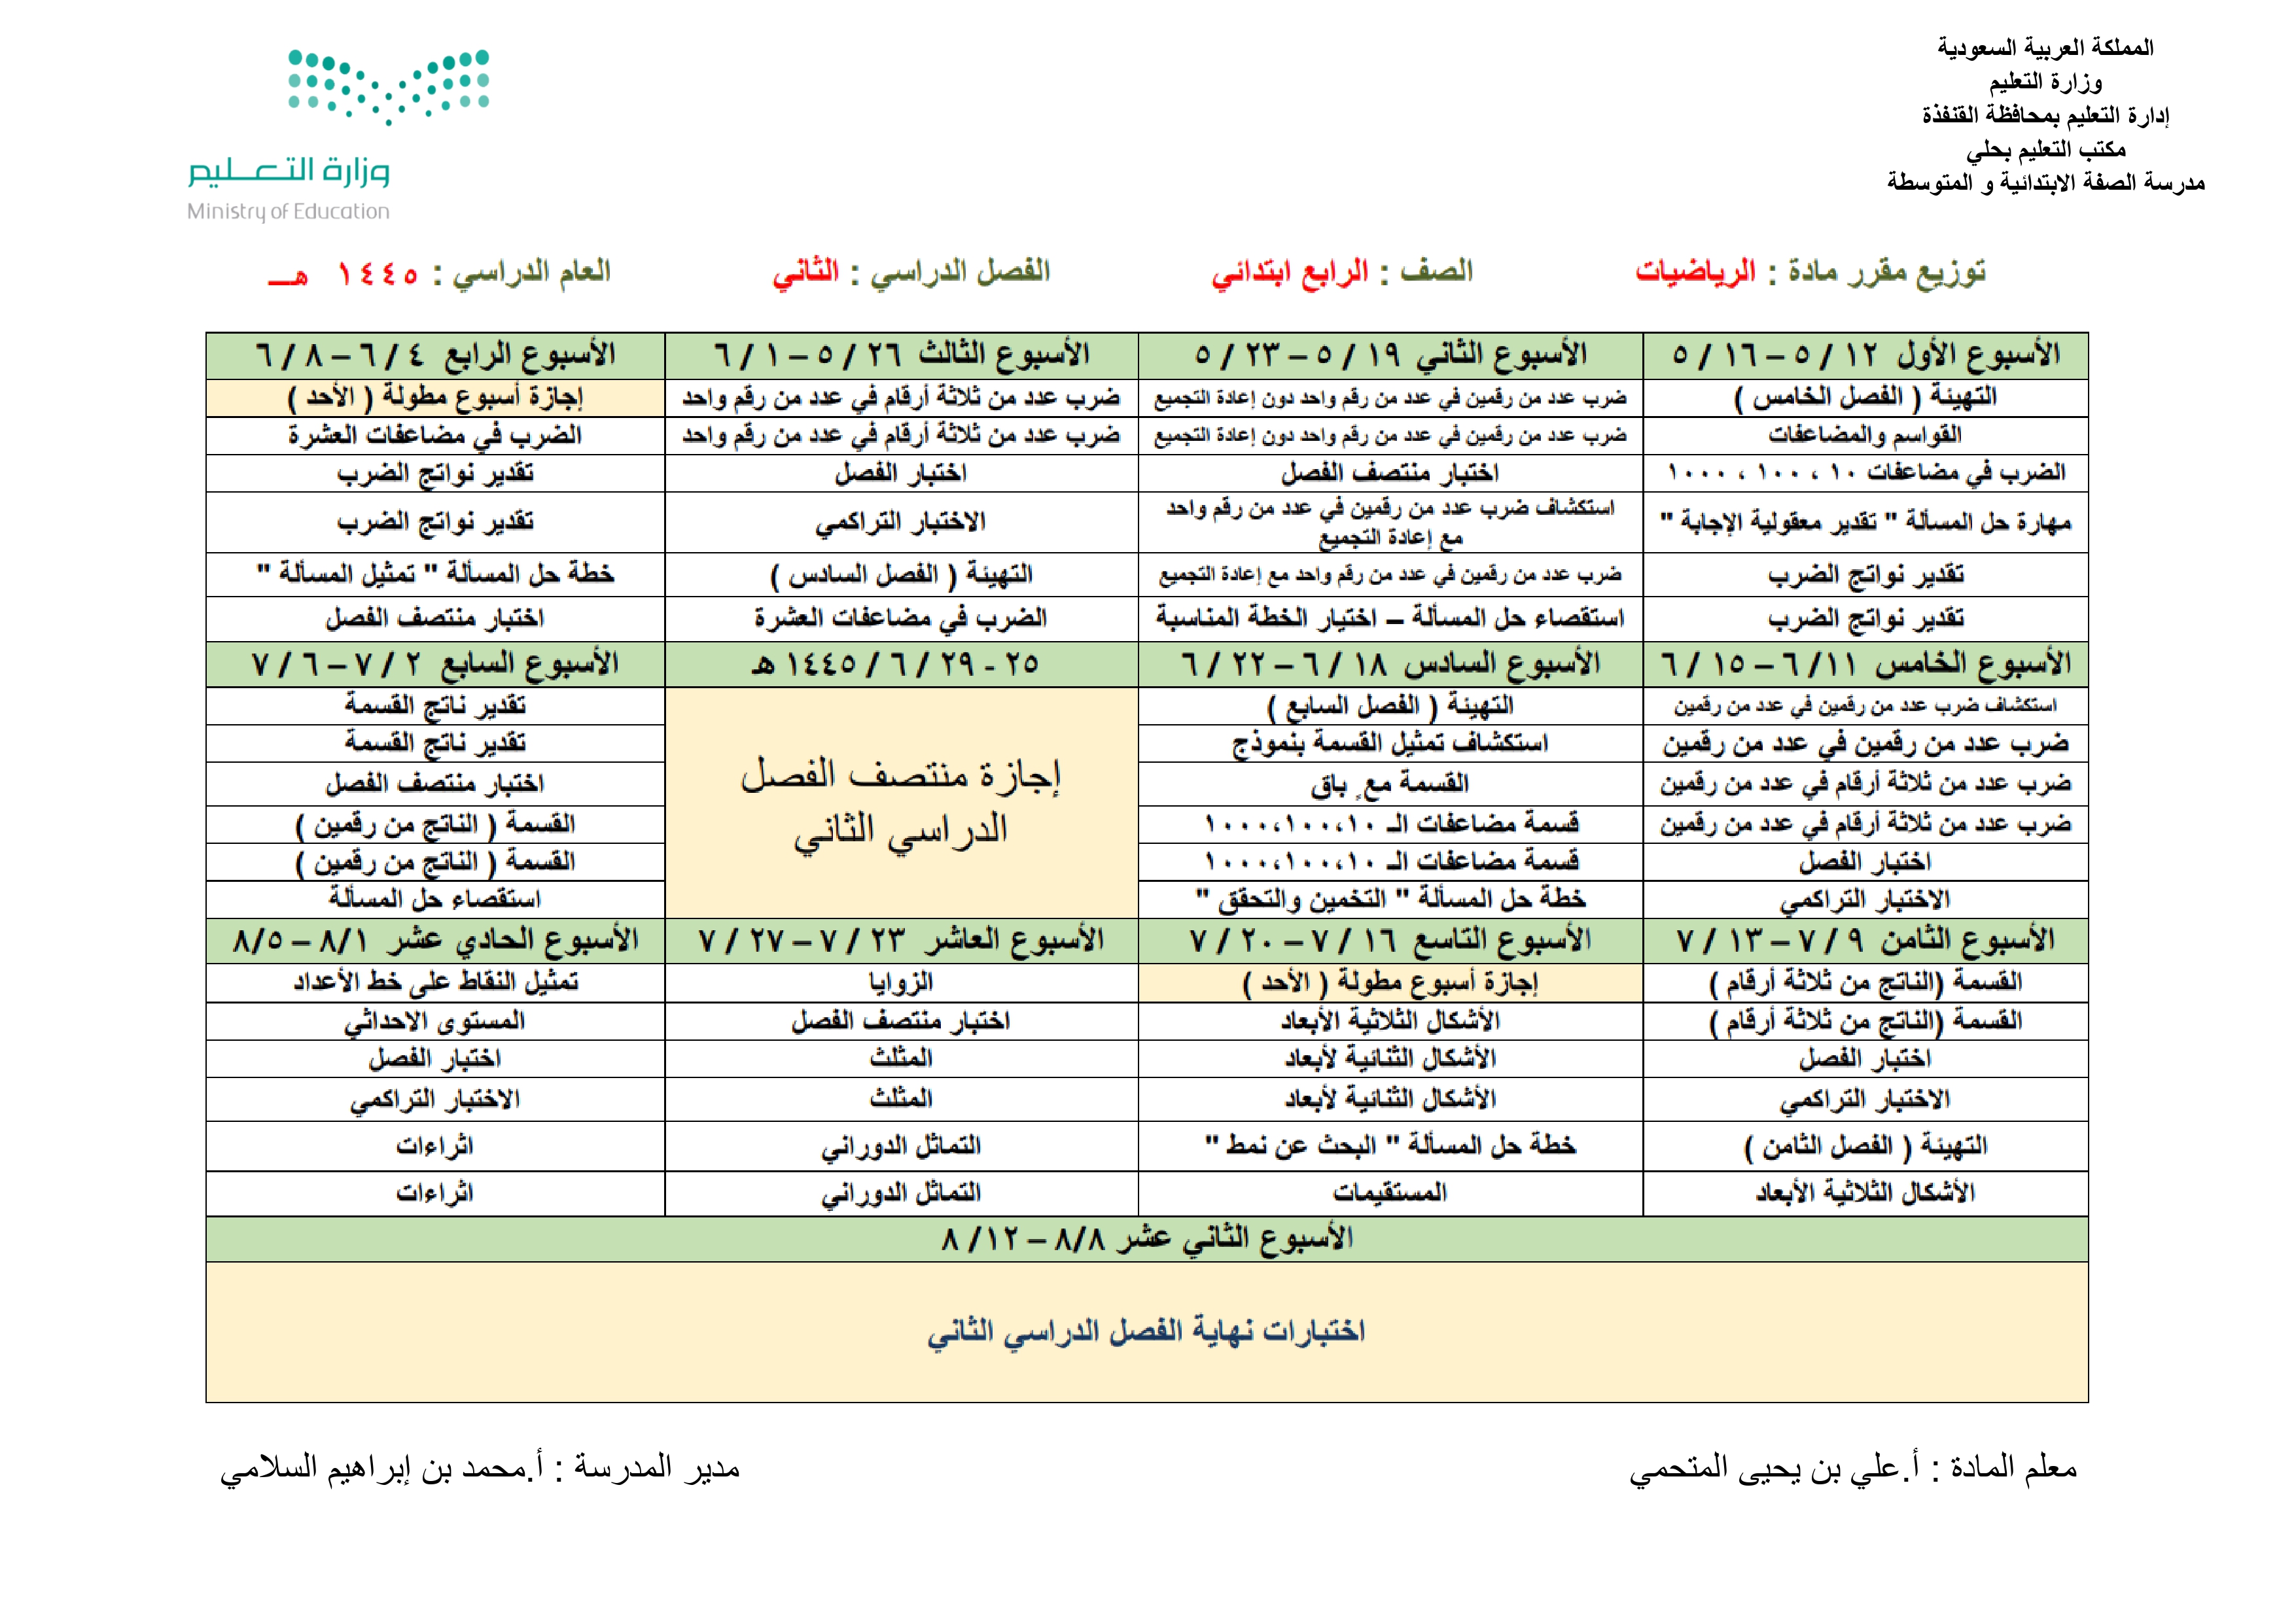 المملكة العربية السعودية
وزارة التعليم
إدارة التعليم بمحافظة القنفذة
مكتب التعليم بحلي
مدرسة الصفة الابتدائية و المتوسطة
وزارة التعليم
Ministry of Education
توزيع مقرر مادة : الرياضيات الصف : الرابع ابتدائي الفصل الدراسي : الثاني العام الدراسي : ١٤٤٥ هـ
الأسبوع الأول ١٢ / ٥ – ١٦ / ٥ الأسبوع الثاني ١٩ / ٥ – ٢٣ / ٥ الأسبوع الثالث ٢٦ / ٥ – ١ / ٦ الأسبوع الرابع ٤ / ٦ – ٨ / ٦
التهيئة ( الفصل الخامس ) ضرب عدد من رقمين في عدد من رقم واحد دون إعادة التجميع ضرب عدد من ثلاثة أرقام في عدد من رقم واحد إجازة أسبوع مطولة ( الأحد )
القواسم والمضاعفات ضرب عدد من رقمين في عدد من رقم واحد دون إعادة التجميع ضرب عدد من ثلاثة أرقام في عدد من رقم واحد الضرب في مضاعفات العشرة
الضرب في مضاعفات ١٠ ، ١٠٠ ، ١٠٠٠ اختبار منتصف الفصل اختبار الفصل تقدير نواتج الضرب
مهارة حل المسألة " تقدير معقولية الإجابة " استكشاف ضرب عدد من رقمين في عدد من رقم واحد
مع إعادة التجميع الاختبار التراكمي تقدير نواتج الضرب
تقدير نواتج الضرب ضرب عدد من رقمين في عدد من رقم واحد مع إعادة التجميع التهيئة ( الفصل السادس ) خطة حل المسألة " تمثيل المسألة "
تقدير نواتج الضرب استقصاء حل المسألة – اختيار الخطة المناسبة الضرب في مضاعفات العشرة اختبار منتصف الفصل
الأسبوع الخامس ١١/ ٦ – ١٥ / ٦ الأسبوع السادس ١٨ / ٦ – ٢٢ / ٦ ٢٥ - ٢٩ / ٦ / ١٤٤٥ هـ الأسبوع السابع ٢ / ٧ – ٦ / ٧
استكشاف ضرب عدد من رقمين في عدد من رقمين التهيئة ( الفصل السابع ) تقدير ناتج القسمة
ضرب عدد من رقمين في عدد من رقمين استكشاف تمثيل القسمة بنموذج تقدير ناتج القسمة
ضرب عدد من ثلاثة أرقام في عدد من رقمين القسمة مع ٍ باق إجازة منتصف الفصل اختبار منتصف الفصل
ضرب عدد من ثلاثة أرقام في عدد من رقمين قسمة مضاعفات الـ ١٠،١٠٠،١٠٠٠ الدراسي الثاني القسمة ( الناتج من رقمين )
اختبار الفصل قسمة مضاعفات الـ ١٠،١٠٠،١٠٠٠ القسمة ( الناتج من رقمين )
الاختبار التراكمي خطة حل المسألة " التخمين والتحقق " استقصاء حل المسألة
الأسبوع الثامن ٩ / ٧ – ١٣ / ٧ الأسبوع التاسع ١٦ / ٧ – ٢٠ / ٧ الأسبوع العاشر ٢٣ / ٧ – ٢٧ / ٧ الأسبوع الحادي عشر ٨/١ – ٨/٥
القسمة (الناتج من ثلاثة أرقام ) إجازة أسبوع مطولة ( الأحد ) الزوايا تمثيل النقاط على خط الأعداد
القسمة (الناتج من ثلاثة أرقام ) الأشكال الثلاثية الأبعاد اختبار منتصف الفصل المستوى الاحداثي
اختبار الفصل الأشكال الثنائية لأبعاد المثلث اختبار الفصل
الاختبار التراكمي الأشكال الثنائية لأبعاد المثلث الاختبار التراكمي
التهيئة ( الفصل الثامن ) خطة حل المسألة " البحث عن نمط " التماثل الدوراني اثراءات
الأشكال الثلاثية الأبعاد المستقيمات التماثل الدوراني اثراءات
الأسبوع الثاني عشر ٨/٨ – ١٢/ ٨
اختبارات نهاية الفصل الدراسي الثاني
معلم المادة : أ.علي بن يحيى المتحمي مدير المدرسة : أ.محمد بن إبراهيم السلامي